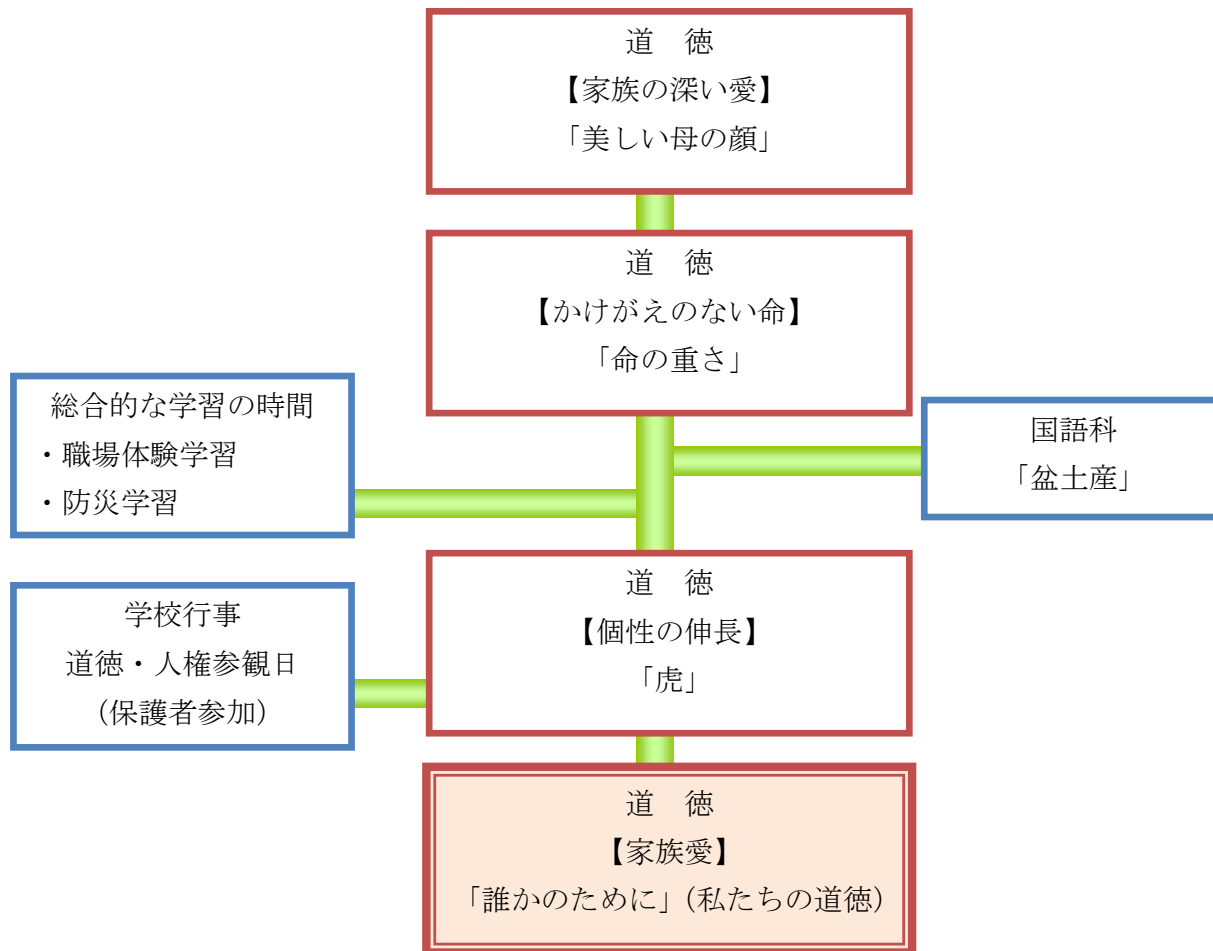 道　徳
【家族の深い愛】
「美しい母の顔」
道　徳
【かけがえのない命】
「命の重さ」
総合的な学習の時間
・職場体験学習
・防災学習
国語科
「盆土産」
道　徳
【個性の伸長】
「虎」
学校行事
道徳・人権参観日
（保護者参加）
道　徳
【家族愛】
「誰かのために」（私たちの道徳）